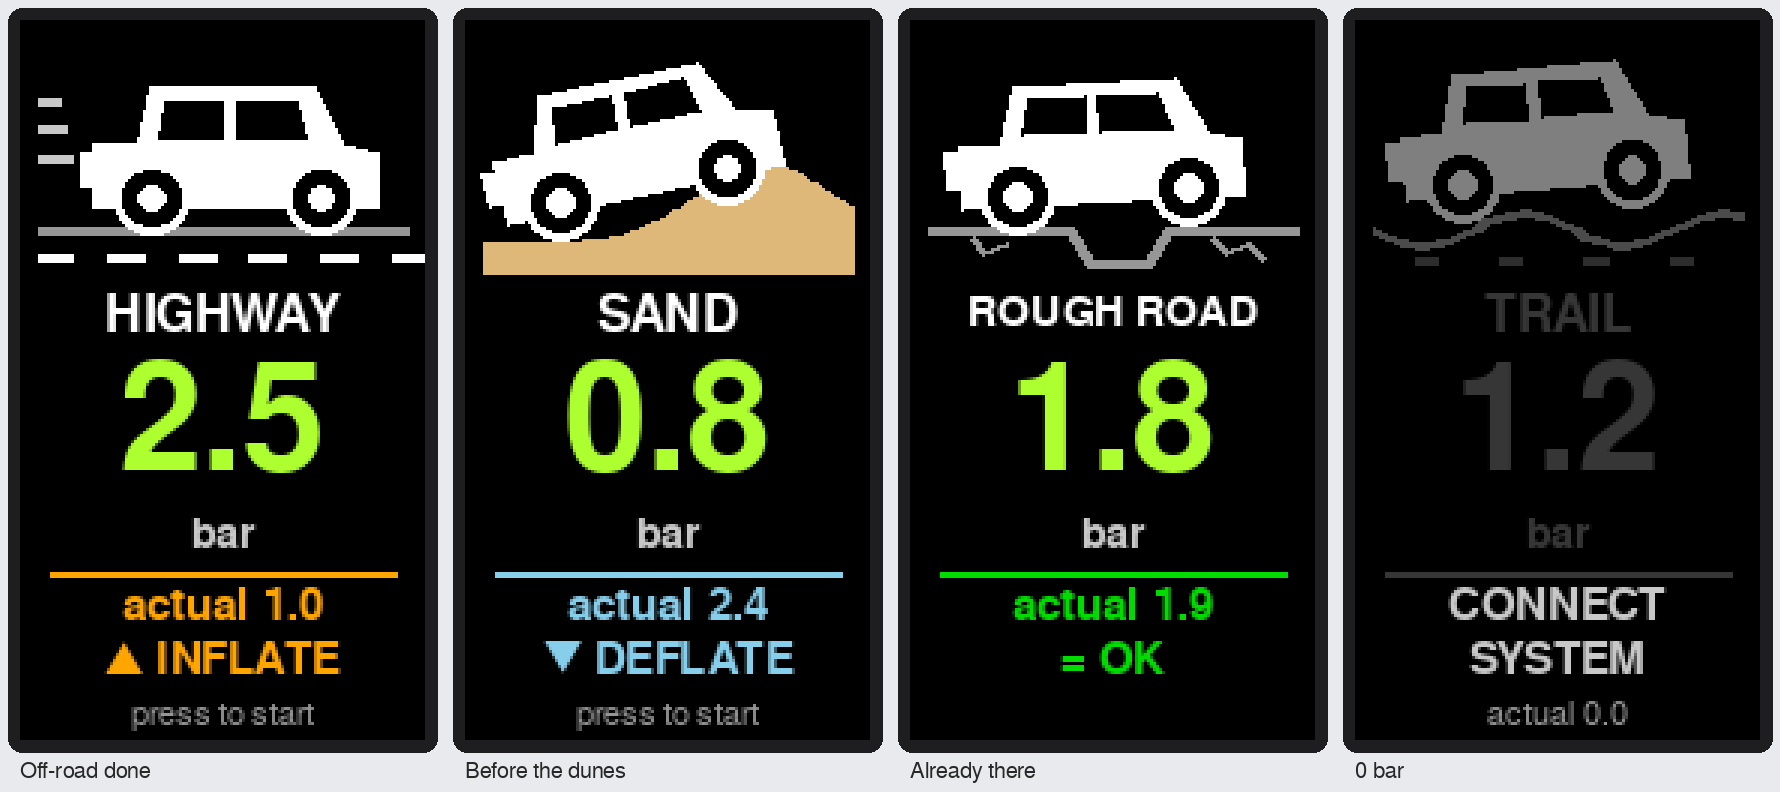 HIGHWAY
2.5
bar
actual 1.0
▲ INFLATE
press to start
Off-road done
SAND
0.8
bar
actual 2.4
▼ DEFLATE
press to start
Before the dunes
ROUGH ROAD
1.8
bar
actual 1.9
= OK
Already there
TRAIL
1.2
bar
CONNECT
SYSTEM
actual 0.0
0 bar